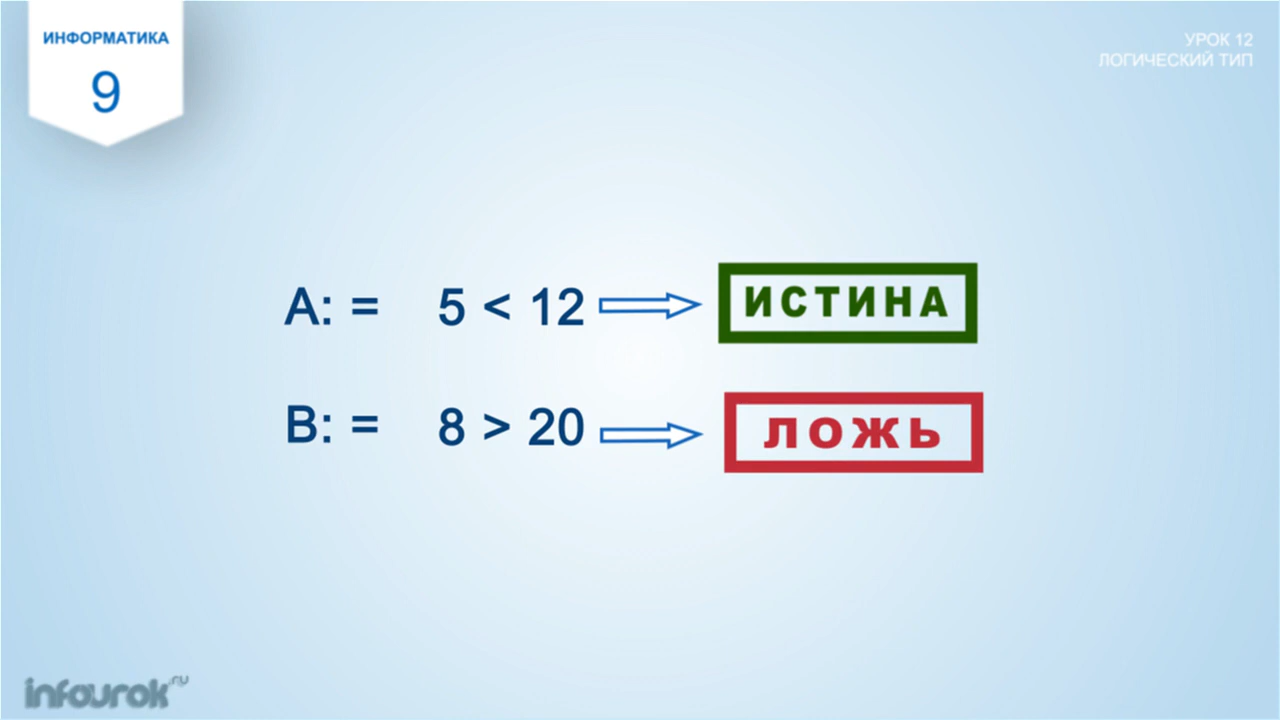 ИНФОРМАТИКА
9
УРОК 12
ЛОГИЧЕСКИЙ ТИП
A: = 5 < 12 ИСТИНА
B: = 8 > 20 ЛОЖЬ
infourok.ru